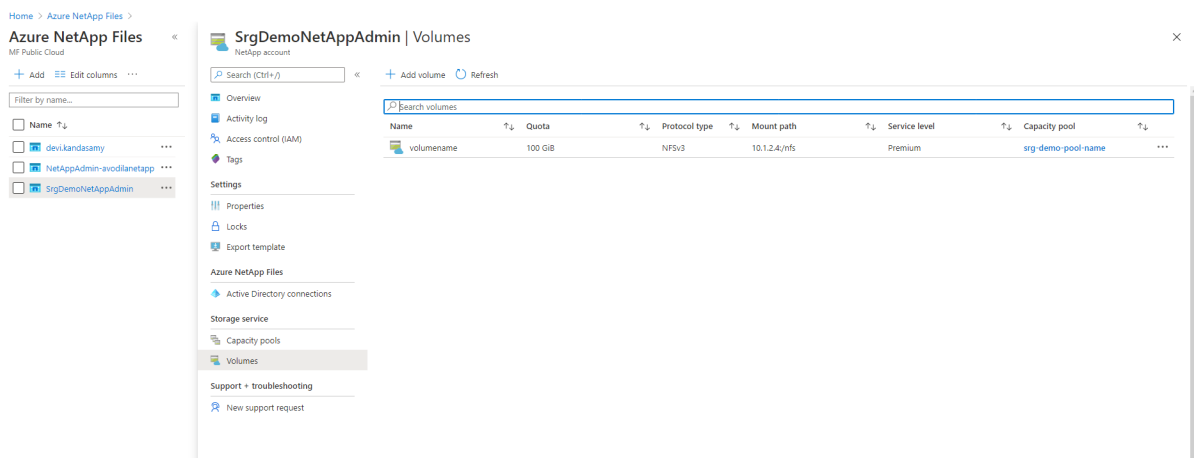 Home > Azure NetApp Files >
Azure NetApp Files «
MF Public Cloud
+ Add Edit columns ...
Filter by name...
Name ↑↓
devi.kandasamy ...
NetAppAdmin-avodilanetapp ...
SrgDemoNetAppAdmin ...
SrgDemoNetAppAdmin | Volumes
NetApp account
Search (Ctrl+/) «
Overview
Activity log
Access control (IAM)
Tags
Settings
Properties
Locks
Export template
Azure NetApp Files
Active Directory connections
Storage service
Capacity pools
Volumes
Support + troubleshooting
New support request
+ Add volume Refresh
Search volumes
Name ↑↓ Quota ↑↓ Protocol type ↑↓ Mount path ↑↓ Service level ↑↓ Capacity pool ↑↓
volumename 100 GiB NFSv3 10.1.2.4:/nfs Premium srg-demo-pool-name ...